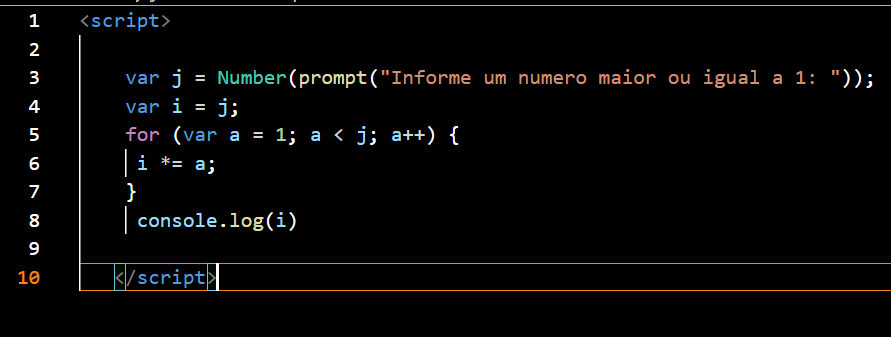 1 <script>
2
3 var j = Number(prompt("Informe um numero maior ou igual a 1: "));
4 var i = j;
5 for (var a = 1; a < j; a++) {
6 i *= a;
7 }
8 console.log(i)
9
10 </script>